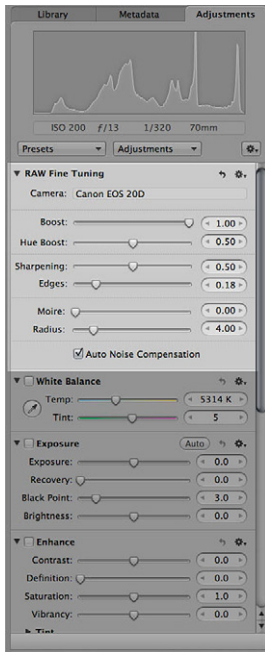 Library Metadata Adjustments
ISO 200 ƒ/13 1/320 70mm
Presets Adjustments
RAW Fine Tuning
Camera: Canon EOS 20D
Boost: 1.00
Hue Boost: 0.50
Sharpening: 0.50
Edges: 0.18
Moire: 0.00
Radius: 4.00
Auto Noise Compensation
White Balance
Temp: 5314 K
Tint: 5
Exposure Auto
Exposure: 0.0
Recovery: 0.0
Black Point: 3.0
Brightness: 0.0
Enhance
Contrast: 0.0
Definition: 0.0
Saturation: 1.0
Vibrancy: 0.0
Tint